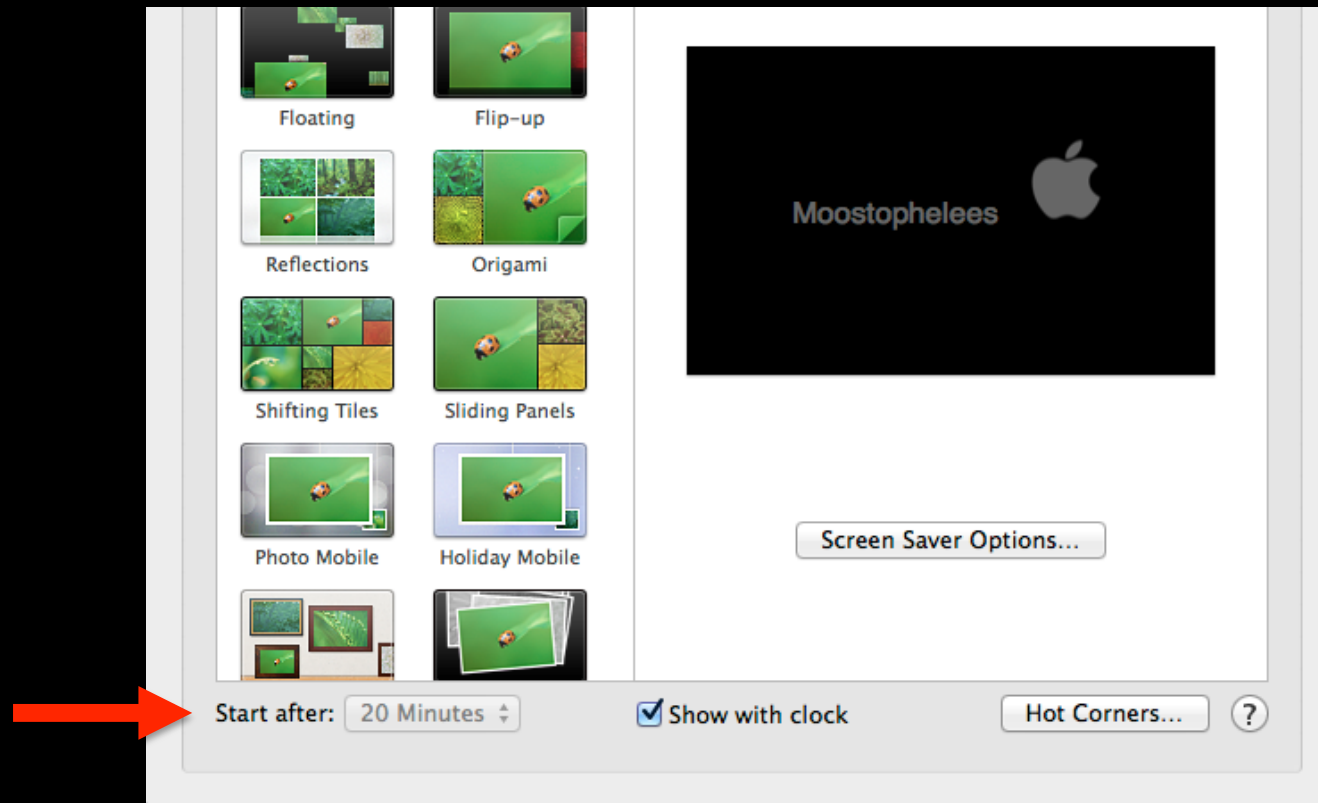 Floating
Flip-up
Moostophelees
Reflections
Origami
Shifting Tiles
Sliding Panels
Photo Mobile
Holiday Mobile
Screen Saver Options...
Start after: 20 Minutes
Show with clock
Hot Corners...
?